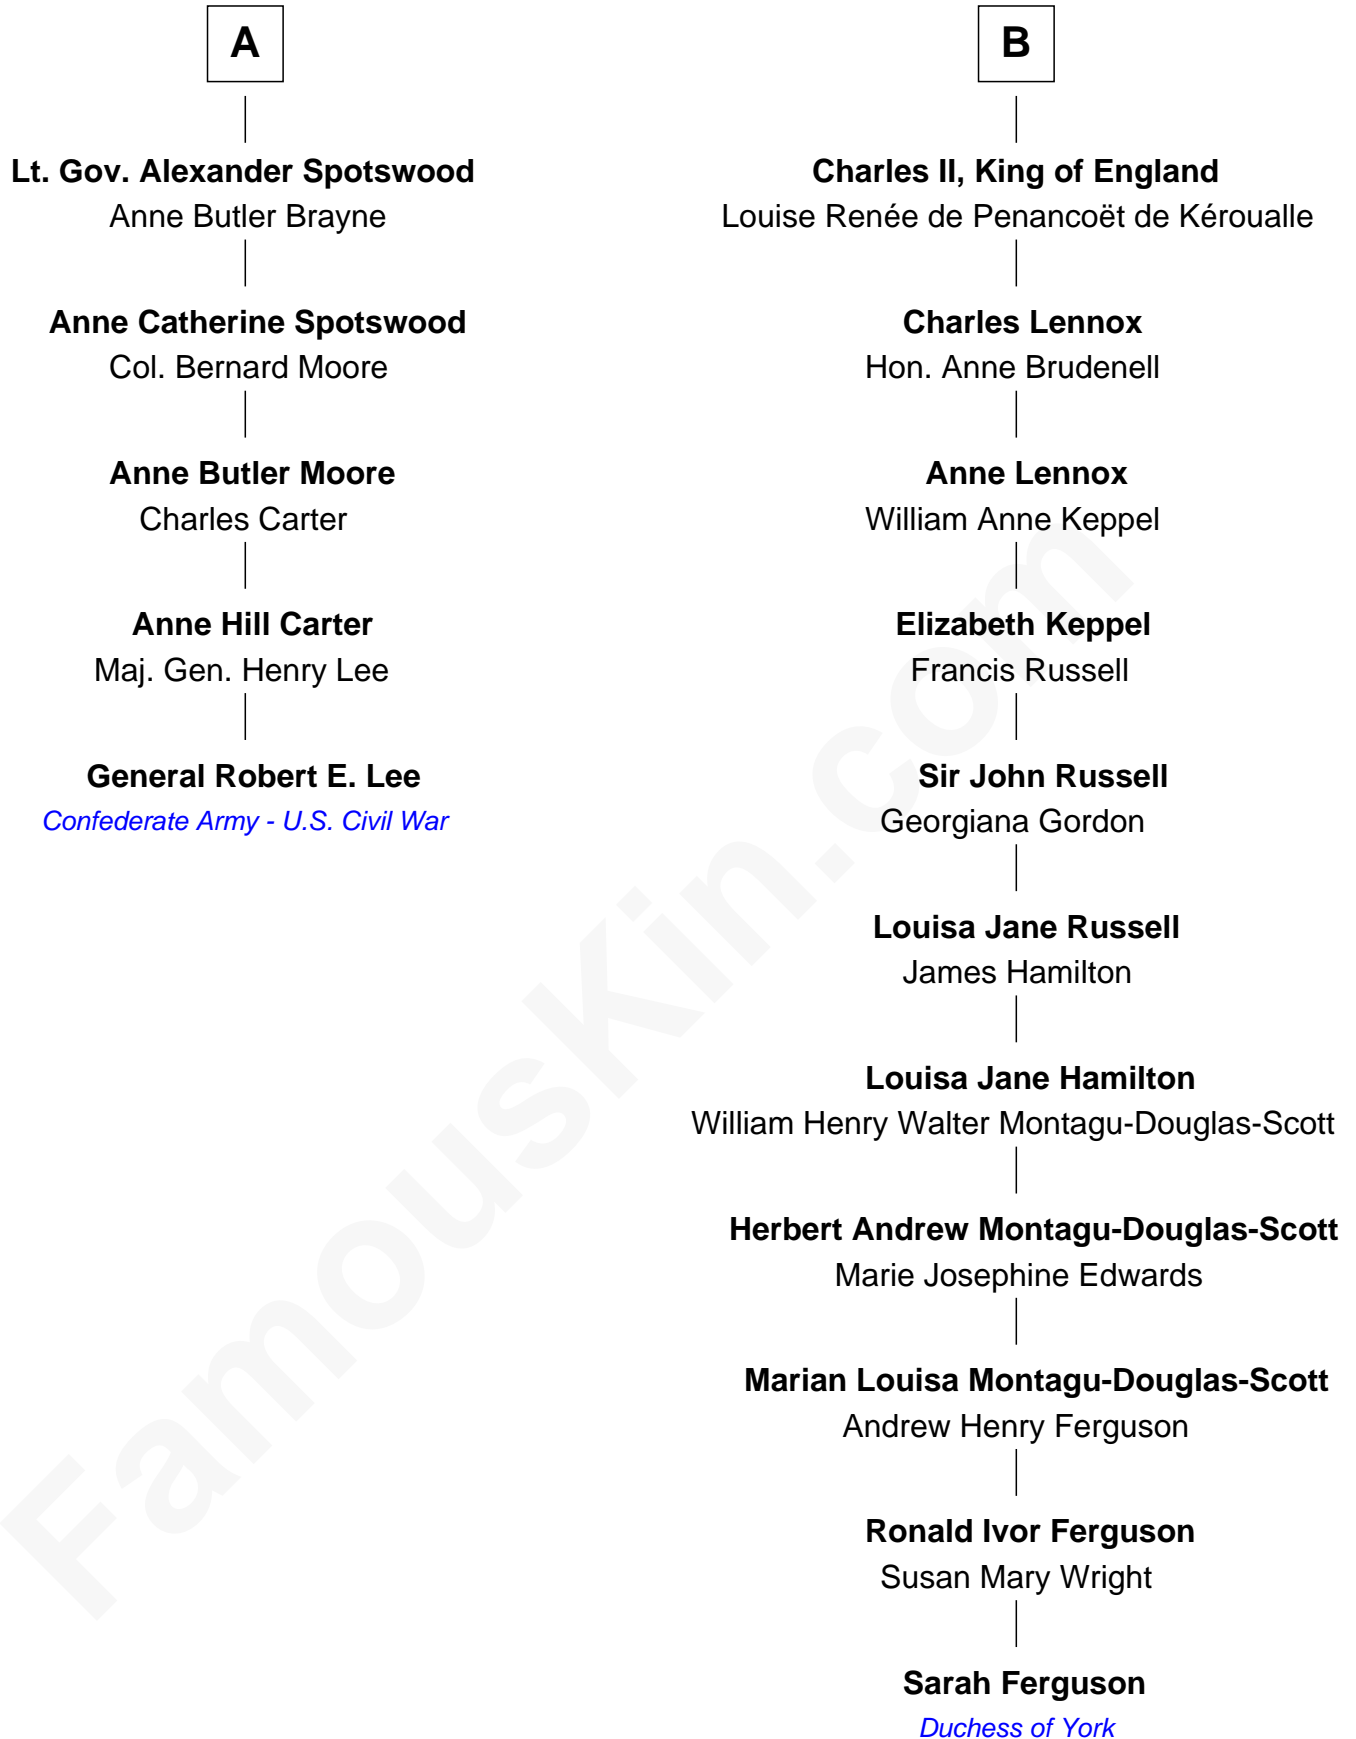 A
Lt. Gov. Alexander Spotswood
Anne Butler Brayne
Anne Catherine Spotswood
Col. Bernard Moore
Anne Butler Moore
Charles Carter
Anne Hill Carter
Maj. Gen. Henry Lee
General Robert E. Lee
Confederate Army - U.S. Civil War
B
Charles II, King of England
Louise Renée de Penancoët de Kéroualle
Charles Lennox
Hon. Anne Brudenell
Anne Lennox
William Anne Keppel
Elizabeth Keppel
Francis Russell
Sir John Russell
Georgiana Gordon
Louisa Jane Russell
James Hamilton
Louisa Jane Hamilton
William Henry Walter Montagu-Douglas-Scott
Herbert Andrew Montagu-Douglas-Scott
Marie Josephine Edwards
Marian Louisa Montagu-Douglas-Scott
Andrew Henry Ferguson
Ronald Ivor Ferguson
Susan Mary Wright
Sarah Ferguson
Duchess of York
FamousKin.com